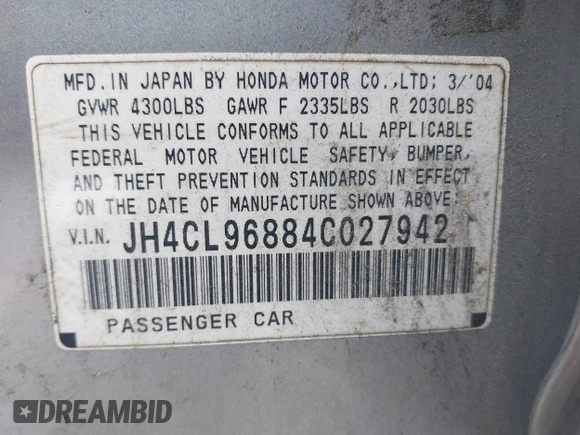 MFD. IN JAPAN BY HONDA MOTOR CO.,LTD; 3/'04
GVWR 4300LBS GAWR F 2335LBS R 2030LBS
THIS VEHICLE CONFORMS TO ALL APPLICABLE
FEDERAL MOTOR VEHICLE SAFETY, BUMPER,
AND THEFT PREVENTION STANDARDS IN EFFECT
ON THE DATE OF MANUFACTURE SHOWN ABOVE:
V.I.N. JH4CL96884C027942
PASSENGER CAR
DREAMBID